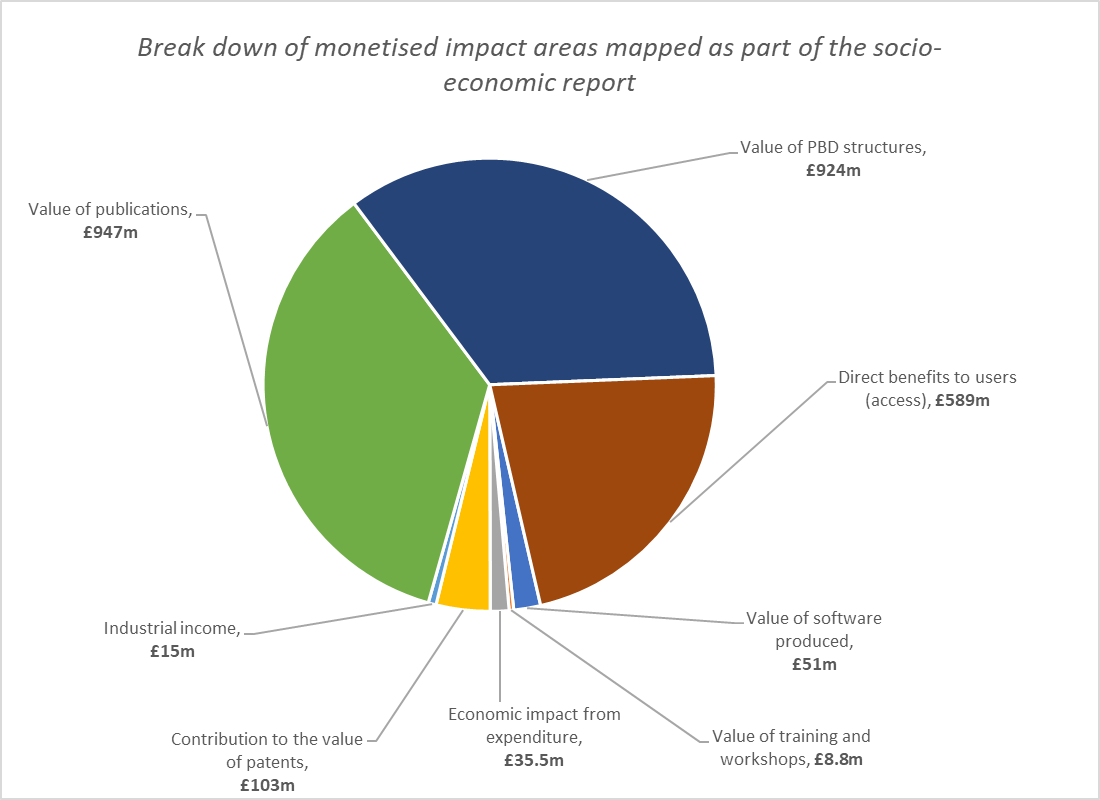 Break down of monetised impact areas mapped as part of the socio-
economic report
Value of PBD structures,
£924m
Value of publications,
£947m
Direct benefits to users
(access), £589m
Value of software
produced,
£51m
Industrial income,
£15m
Economic impact from
expenditure,
£35.5m
Value of training and
workshops, £8.8m
Contribution to the value
of patents,
£103m